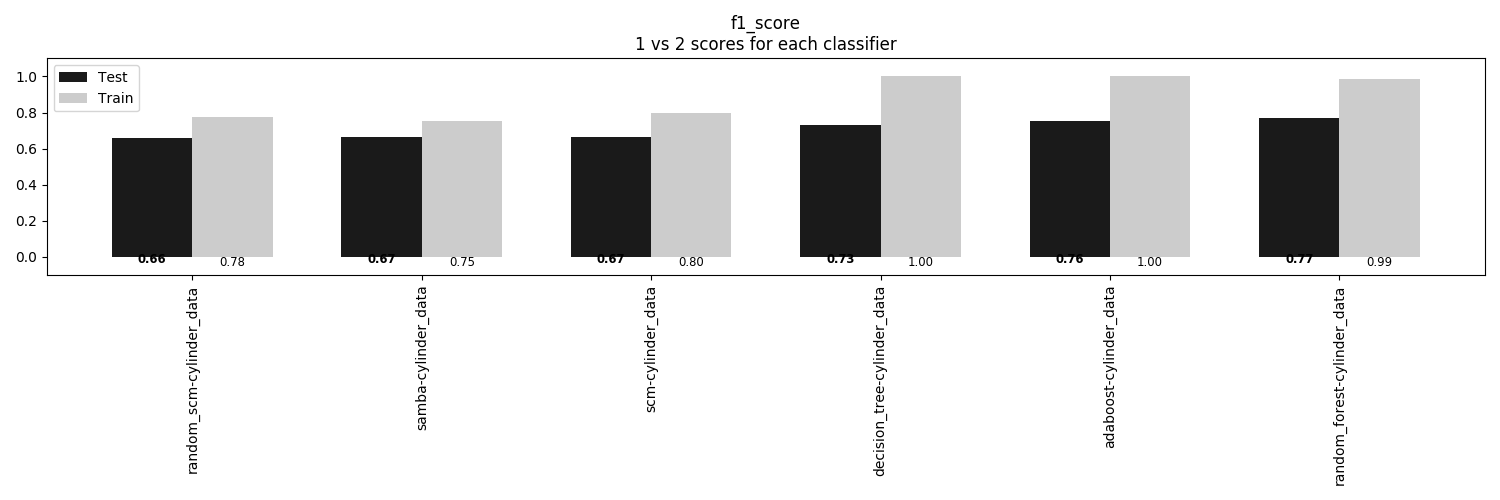 f1_score
1 vs 2 scores for each classifier
Test
Train
1.0
0.8
0.6
0.4
0.2
0.0
0.66 0.78 0.67 0.75 0.67 0.80 0.73 1.00 0.76 1.00 0.77 0.99
random_scm-cylinder_data
samba-cylinder_data
scm-cylinder_data
decision_tree-cylinder_data
adaboost-cylinder_data
random_forest-cylinder_data